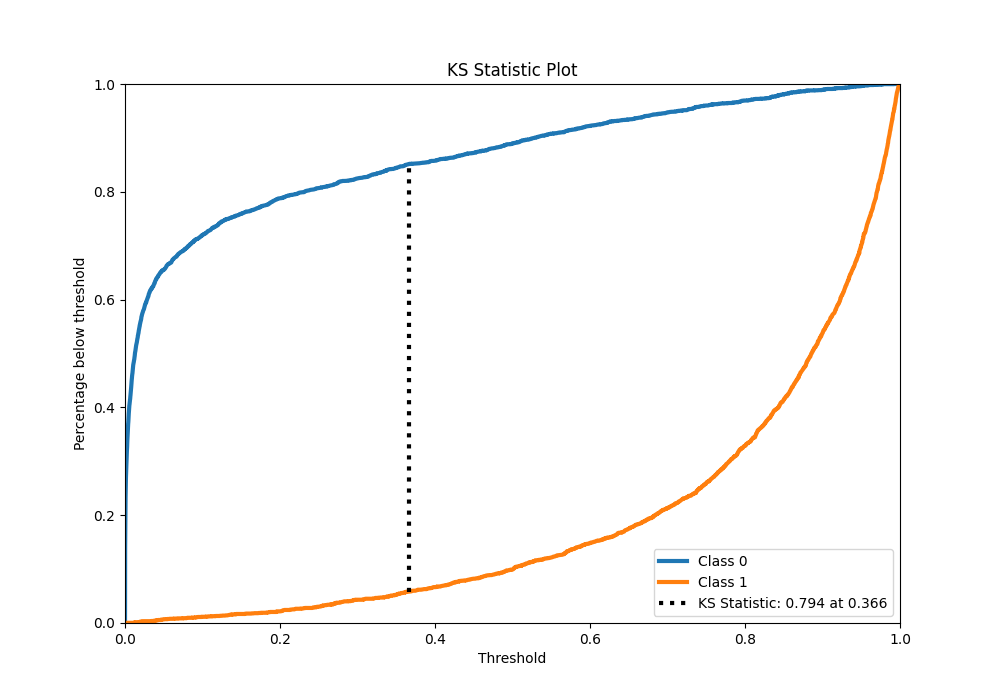 KS Statistic Plot
1.0
0.8
0.6
0.4
0.2
0.0
Percentage below threshold
0.0 0.2 0.4 0.6 0.8 1.0
Threshold
Class 0
Class 1
KS Statistic: 0.794 at 0.366